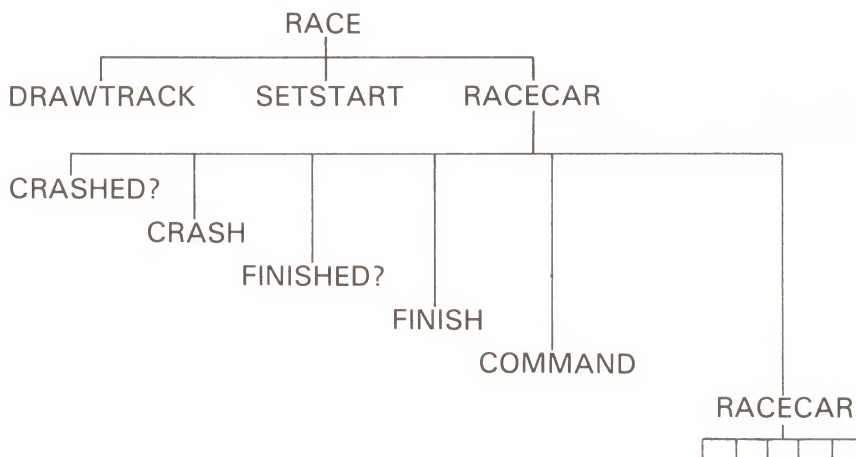 RACE
DRAWTRACK SETSTART RACECAR
CRASHED?
CRASH
FINISHED?
FINISH
COMMAND
RACECAR